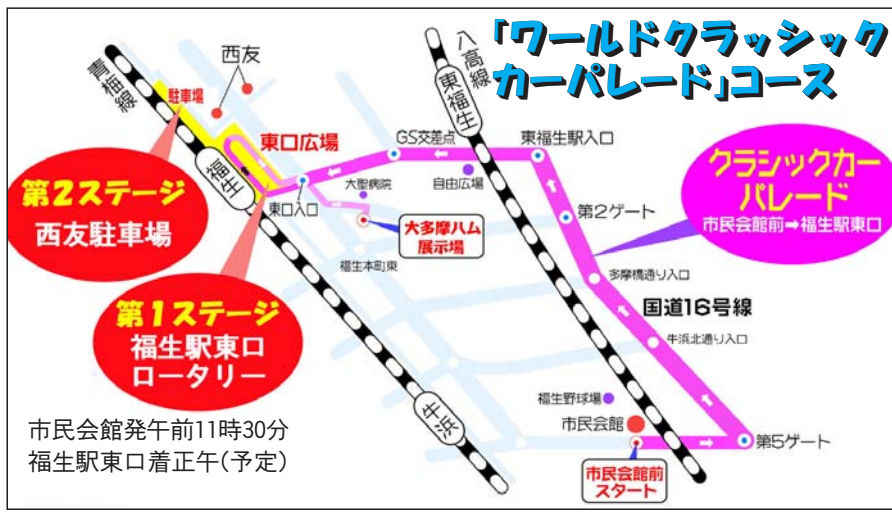 「ワールドクラッシック
カーパレード」コース
西友
駐車場
青梅線
八高線
東福生
東口広場
GS交差点
東福生駅入口
クラシックカー
パレード
市民会館前➡福生駅東口
第2ステージ
西友駐車場
福生
大聖病院
自由広場
東口入口
第2ゲート
大多摩ハム
展示場
福生本町東
多摩橋通り入口
第1ステージ
福生駅東口
ロータリー
国道16号線
牛浜北通り入口
福生野球場
牛浜
市民会館
第5ゲート
市民会館前
スタート
市民会館発午前11時30分
福生駅東口着正午(予定)